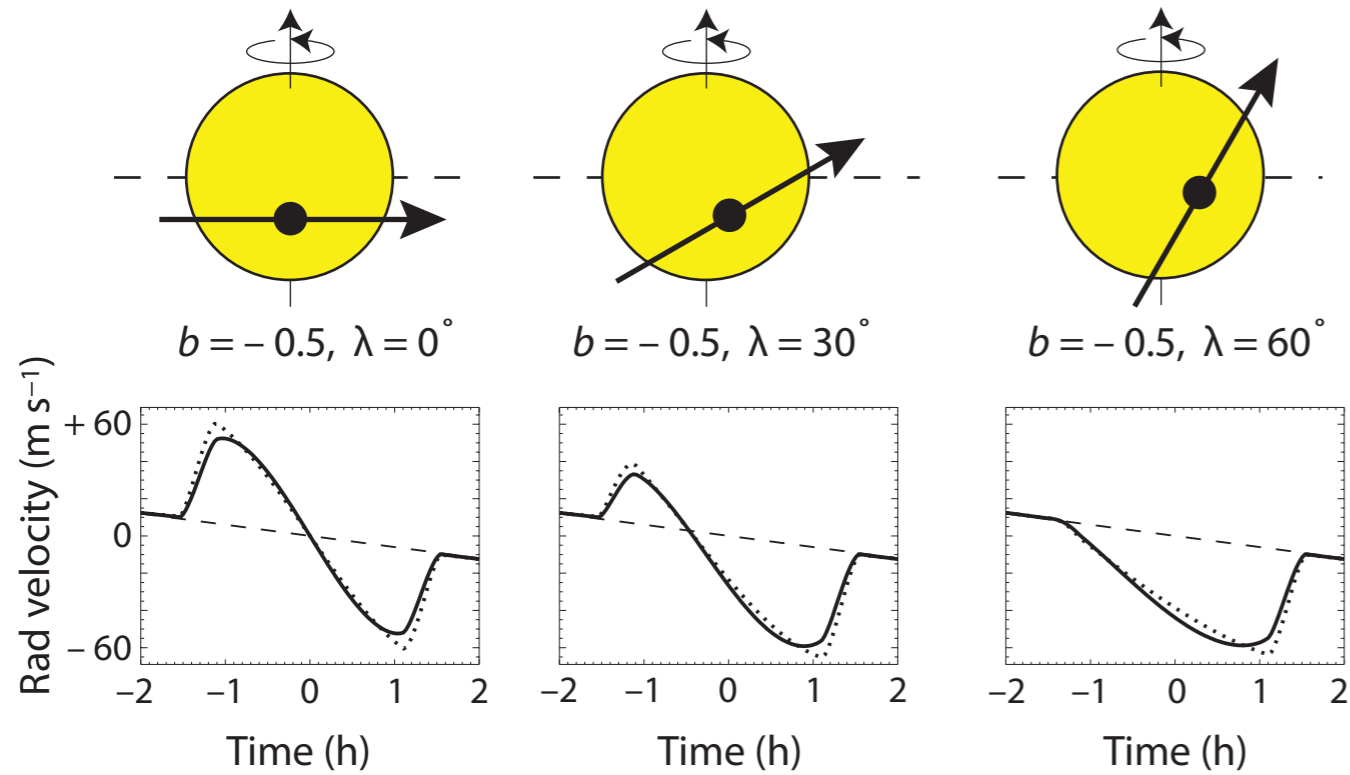 b = – 0.5, λ = 0° b = – 0.5, λ = 30° b = – 0.5, λ = 60°
Rad velocity (m s⁻¹)
+ 60
0
– 60
–2 –1 0 1 2 –2 –1 0 1 2 –2 –1 0 1 2
Time (h) Time (h) Time (h)